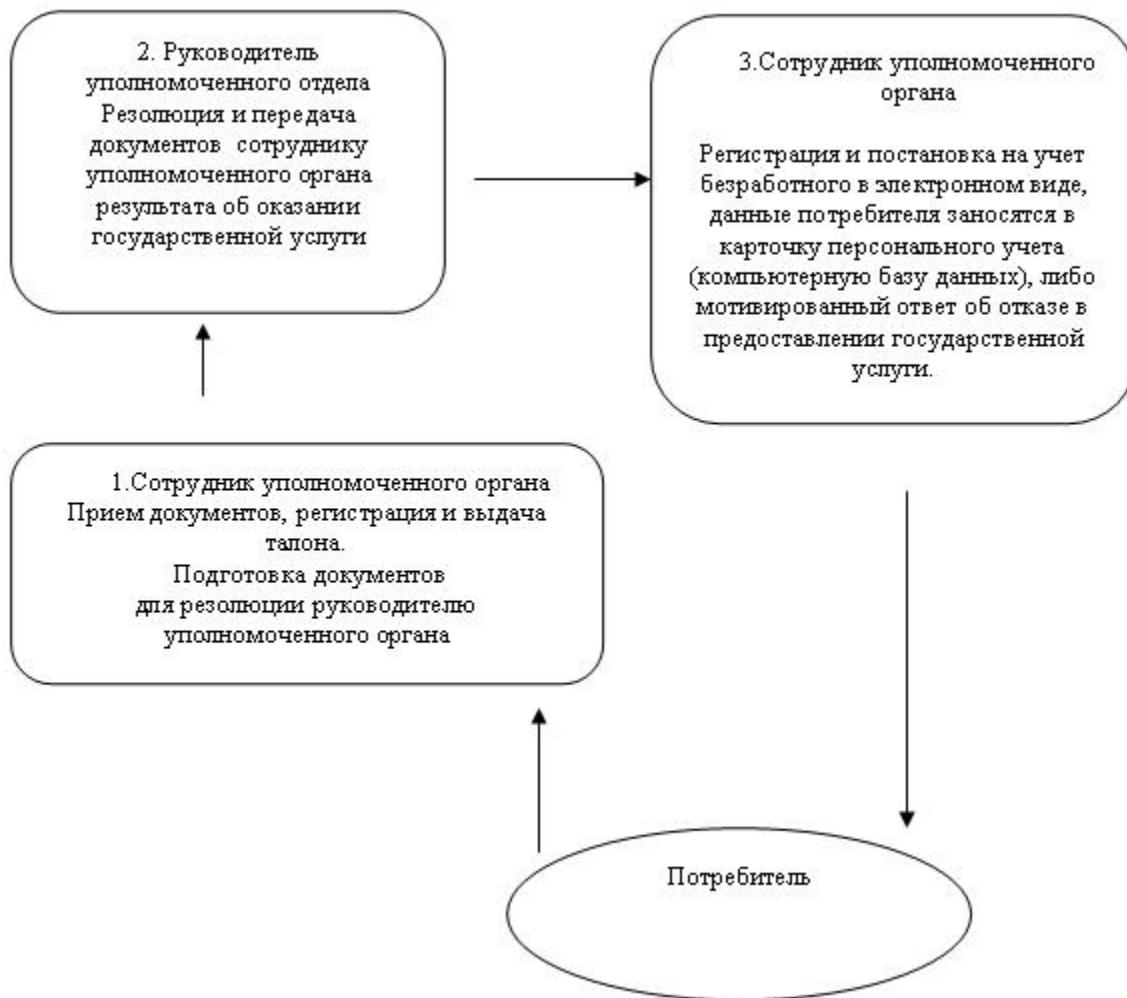 2. Руководитель
уполномоченного отдела
Резолюция и передача
документов сотруднику
уполномоченного органа
результата об оказании
государственной услуги
3.Сотрудник уполномоченного
органа
Регистрация и постановка на учет
безработного в электронном виде,
данные потребителя заносятся в
карточку персонального учета
(компьютерную базу данных), либо
мотивированный ответ об отказе в
предоставлении государственной
услуги.
1.Сотрудник уполномоченного органа
Прием документов, регистрация и выдача
талона.
Подготовка документов
для резолюции руководителю
уполномоченного органа
Потребитель